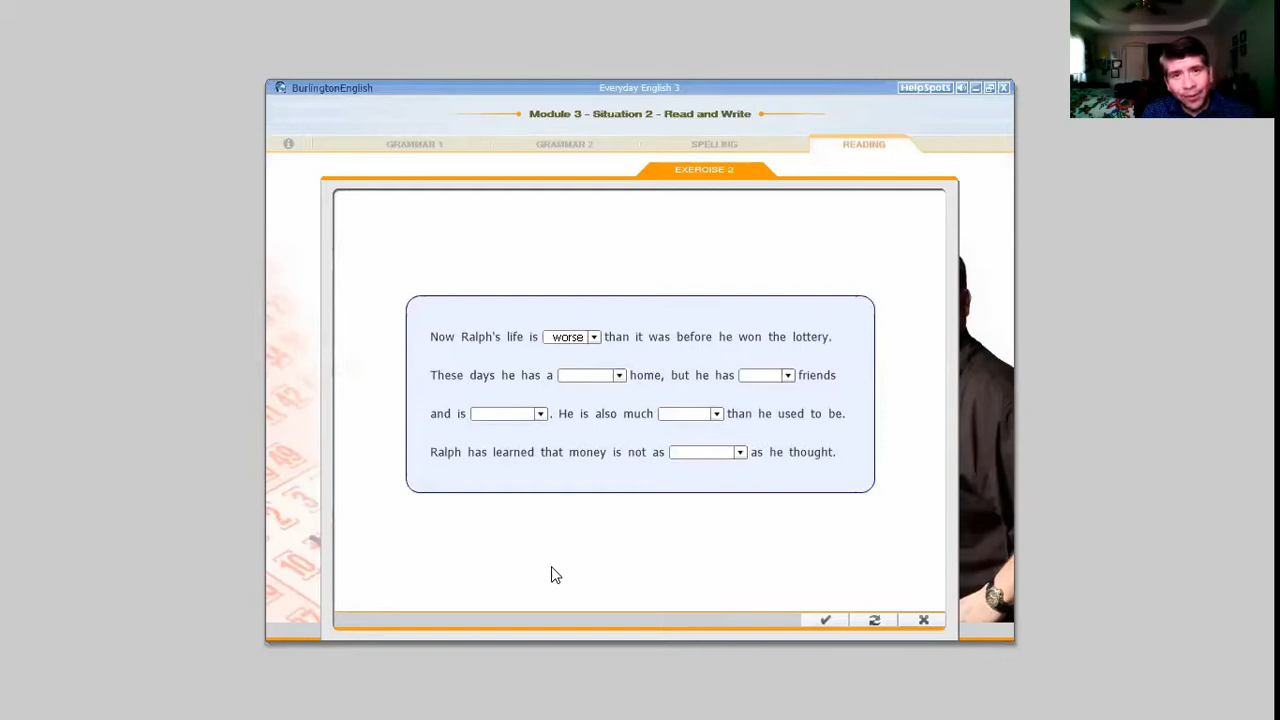 BurlingtonEnglish
Everyday English 3
HelpSpots
Module 3 - Situation 2 - Read and Write
GRAMMAR 1
GRAMMAR 2
SPELLING
READING
EXERCISE 2
Now Ralph's life is worse than it was before he won the lottery.
These days he has a home, but he has friends
and is . He is also much than he used to be.
Ralph has learned that money is not as as he thought.